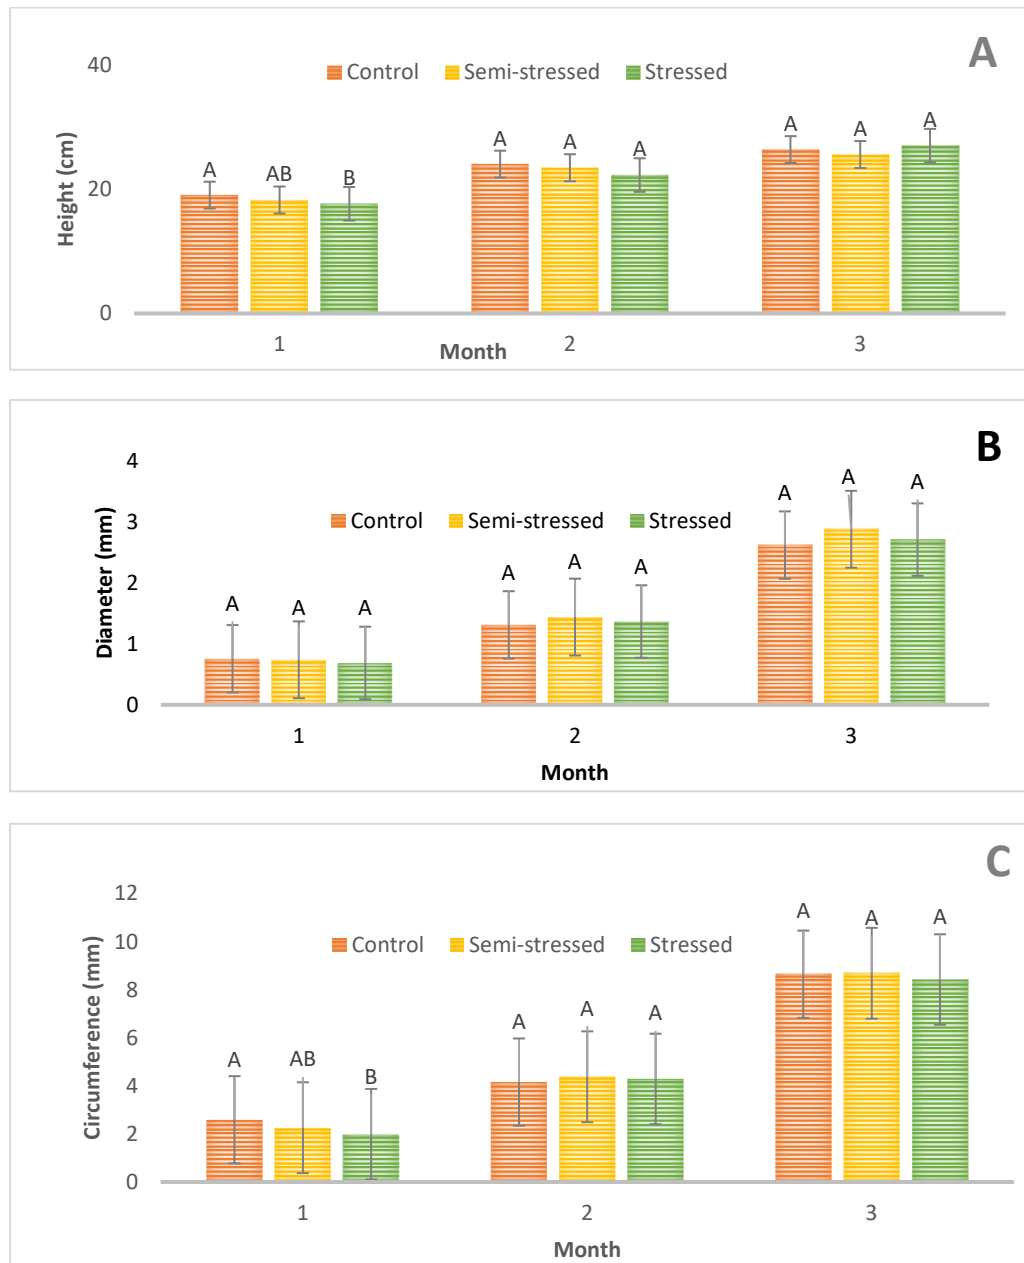 A
40
Control Semi-stressed Stressed
A A A
A A A
A AB B
20
0
Height (cm)
1 2 3
Month
B
4
A A A
3
Control Semi-stressed Stressed
A A A
2
A A A
1
0
Diameter (mm)
1 2 3
Month
C
12
A A A
10
Control Semi-stressed Stressed
8
A A A
6
A AB B
4
2
0
Circumference (mm)
1 2 3
Month